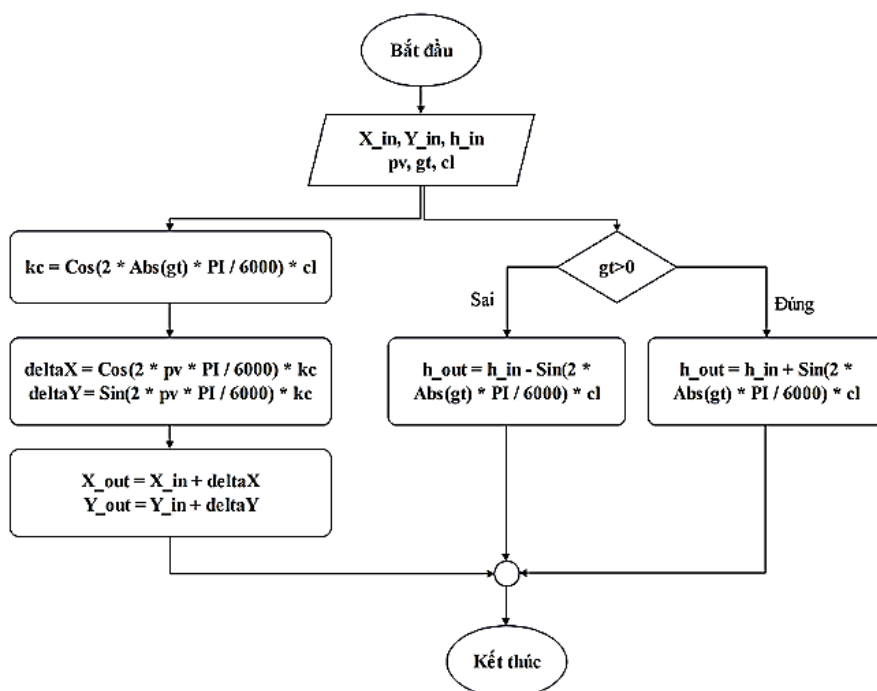 Bắt đầu
X_in, Y_in, h_in
pv, gt, cl
kc = Cos(2 * Abs(gt) * PI / 6000) * cl
gt>0
Sai
Đúng
deltaX = Cos(2 * pv * PI / 6000) * kc
deltaY = Sin(2 * pv * PI / 6000) * kc
h_out = h_in - Sin(2 *
Abs(gt) * PI / 6000) * cl
h_out = h_in + Sin(2 *
Abs(gt) * PI / 6000) * cl
X_out = X_in + deltaX
Y_out = Y_in + deltaY
Kết thúc